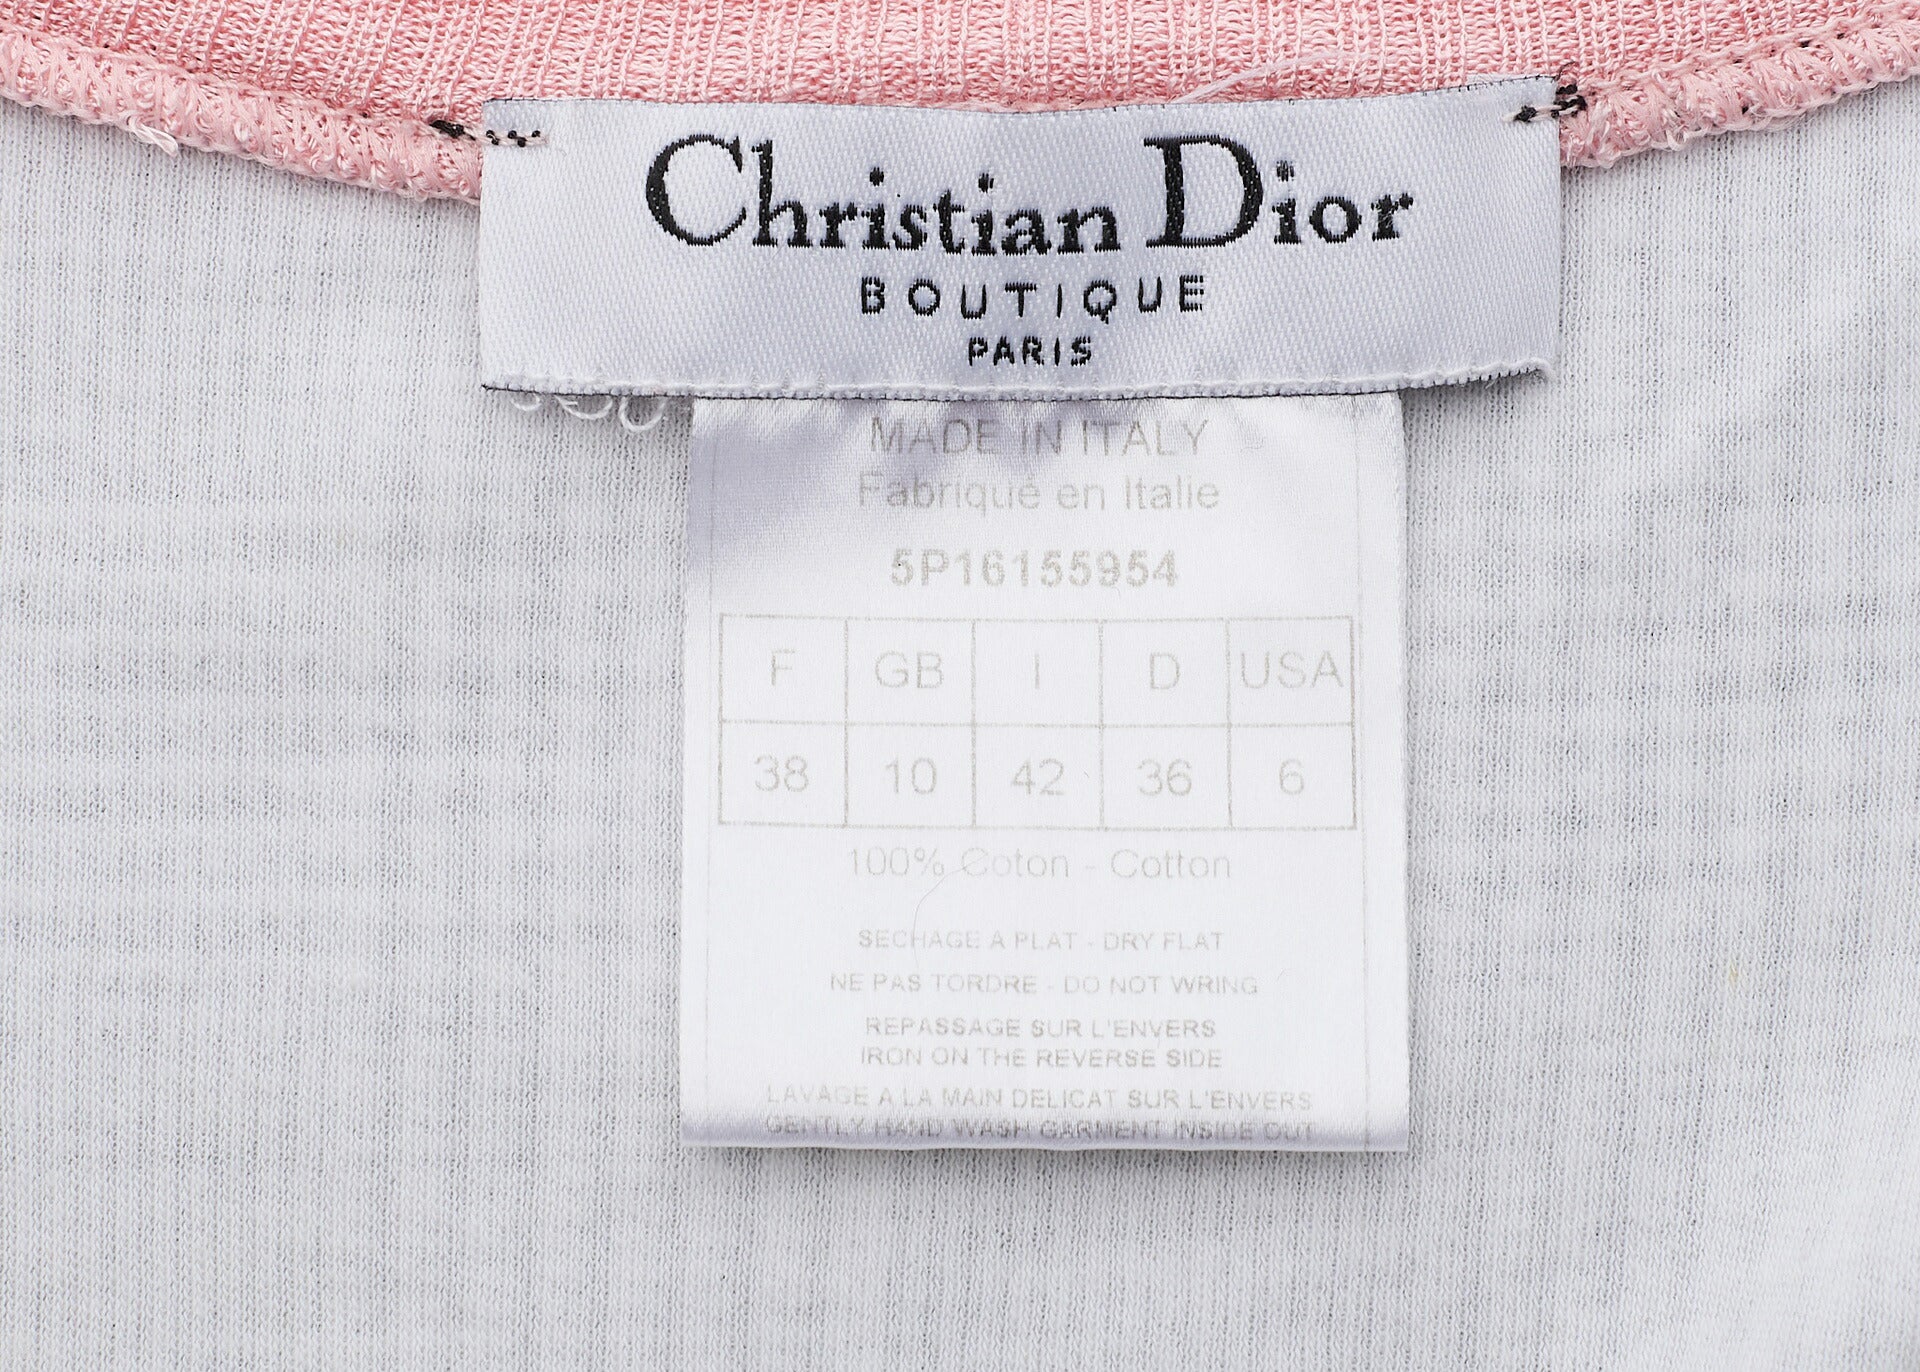 Christian Dior
BOUTIQUE
PARIS
MADE IN ITALY
Fabriqué en Italie
5P16155954
F GB I D USA
38 10 42 36 6
100% Coton - Cotton
SECHAGE A PLAT - DRY FLAT
NE PAS TORDRE - DO NOT WRING
REPASSAGE SUR L'ENVERS
IRON ON THE REVERSE SIDE
LAVAGE A LA MAIN DELICAT SUR L'ENVERS
GENTLY HAND WASH GARMENT INSIDE OUT